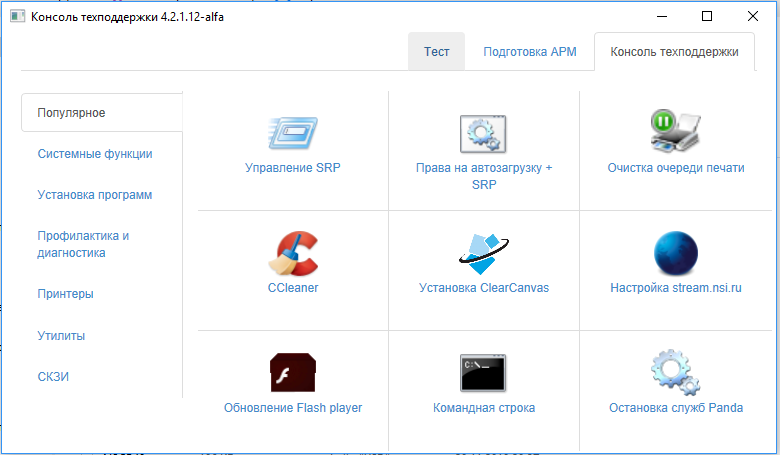 Консоль техподдержки 4.2.1.12-alfa
Тест
Подготовка АРМ
Консоль техподдержки
Популярное
Системные функции
Установка программ
Профилактика и
диагностика
Принтеры
Утилиты
СКЗИ
Управление SRP
Права на автозагрузку +
SRP
Очистка очереди печати
CCleaner
Установка ClearCanvas
Настройка stream.nsi.ru
Обновление Flash player
C:\_
Командная строка
Остановка служб Panda